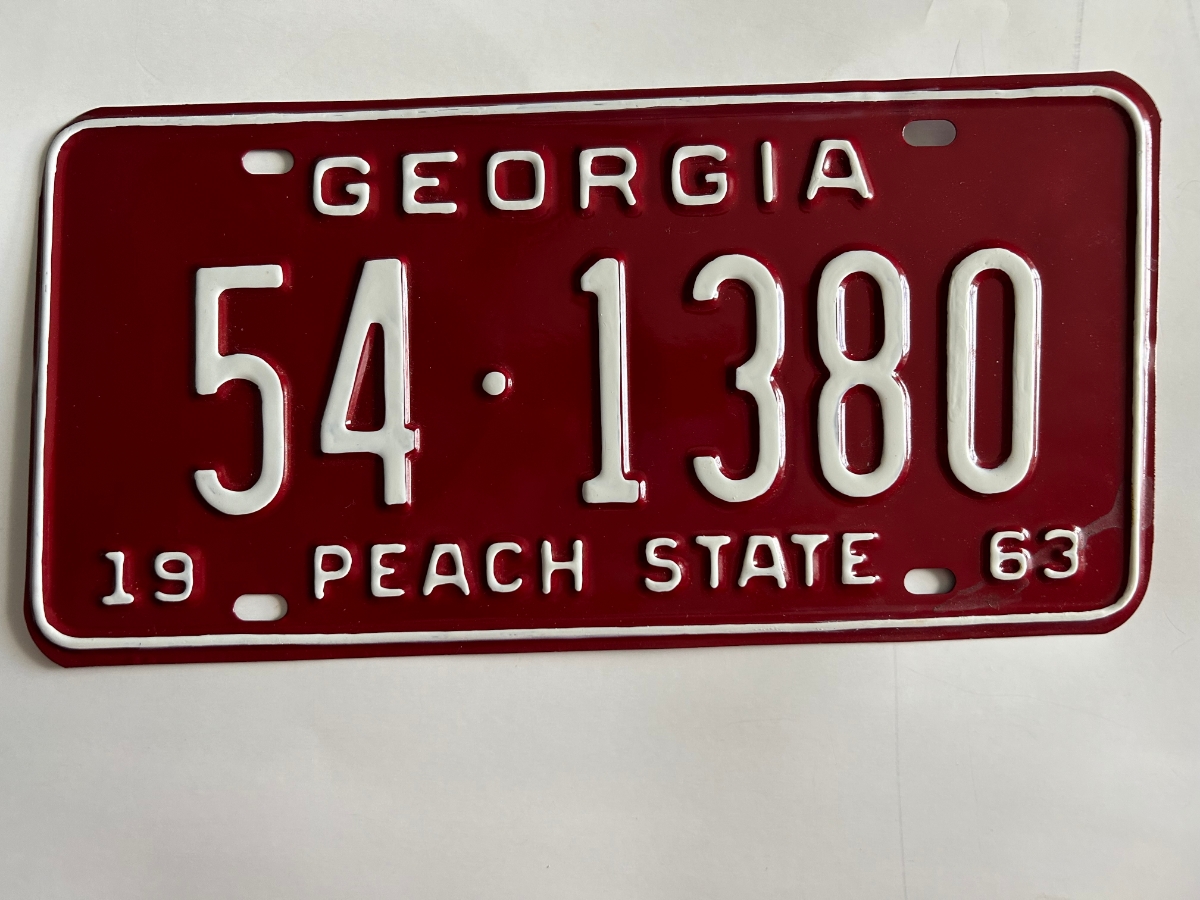 GEORGIA
54·1380
19 PEACH STATE 63